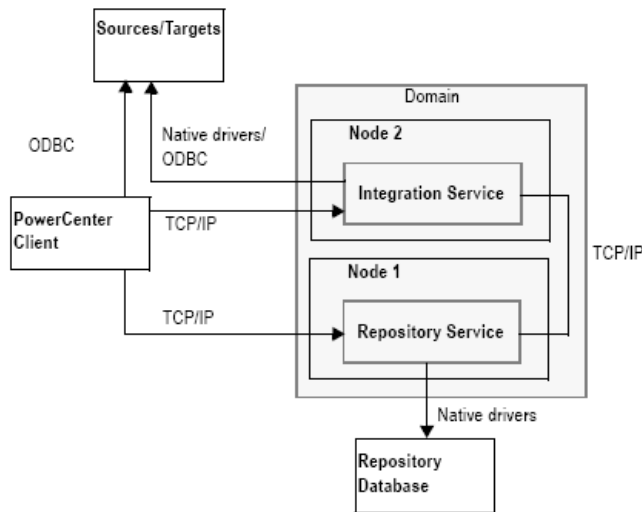 Sources/Targets
Domain
Node 2
Native drivers/
ODBC
ODBC
Integration Service
PowerCenter
Client
TCP/IP
TCP/IP
Node 1
TCP/IP
Repository Service
Native drivers
Repository
Database